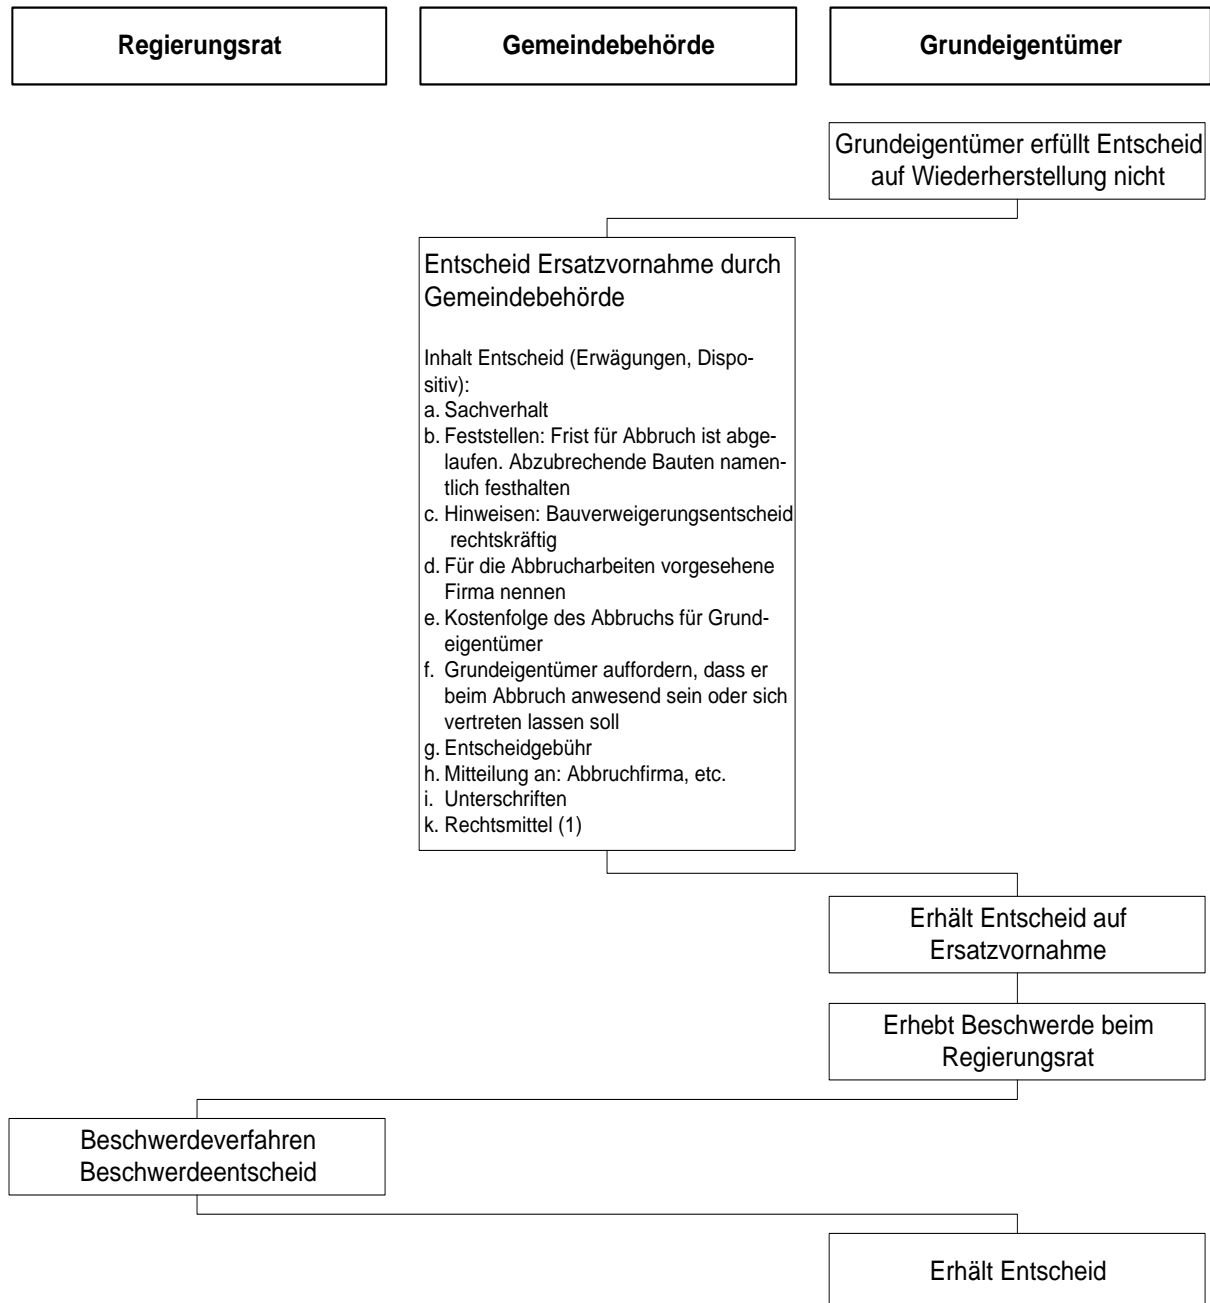 Regierungsrat
Gemeindebehörde
Grundeigentümer
Grundeigentümer erfüllt Entscheid
auf Wiederherstellung nicht
Entscheid Ersatzvornahme durch
Gemeindebehörde
Inhalt Entscheid (Erwägungen, Dispo-
sitiv):
a. Sachverhalt
b. Feststellen: Frist für Abbruch ist abge-
laufen. Abzubrechende Bauten namen-
tlich festhalten
c. Hinweisen: Bauverweigerungsentscheid
rechtskräftig
d. Für die Abbrucharbeiten vorgesehene
Firma nennen
e. Kostenfolge des Abbruchs für Grund-
eigentümer
f. Grundeigentümer auffordern, dass er
beim Abbruch anwesend sein oder sich
vertreten lassen soll
g. Entscheidgebühr
h. Mitteilung an: Abbruchfirma, etc.
i. Unterschriften
k. Rechtsmittel (1)
Erhält Entscheid auf
Ersatzvornahme
Erhebt Beschwerde beim
Regierungsrat
Beschwerdeverfahren
Beschwerdeentscheid
Erhält Entscheid